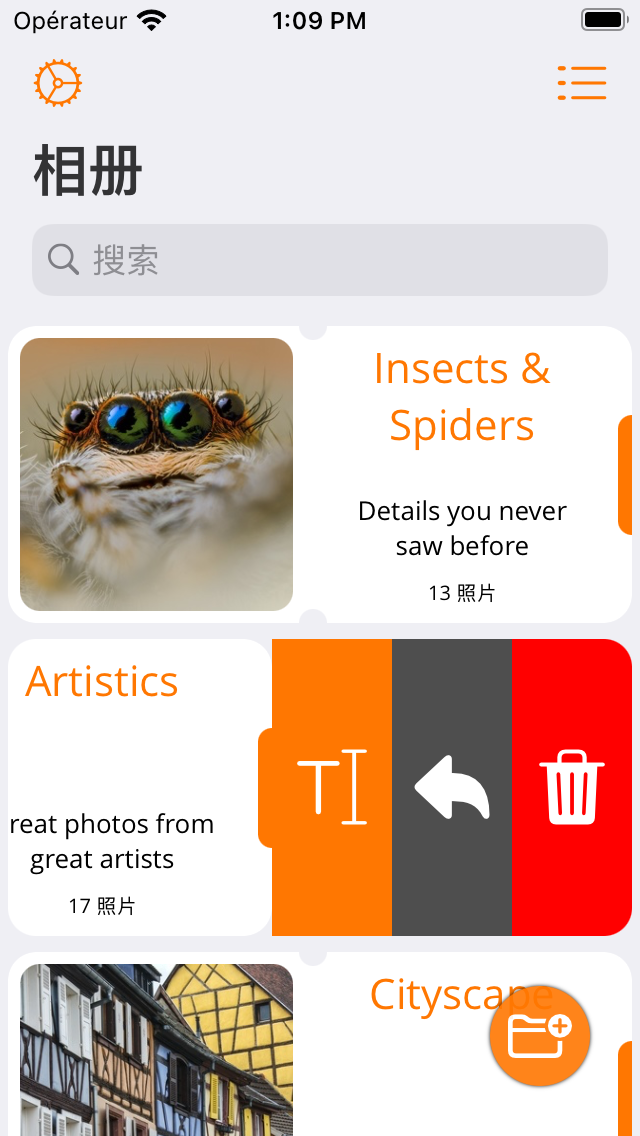 Opérateur 1:09 PM
相册
搜索
Insects &
Spiders
Details you never
saw before
13 照片
Artistics
reat photos from
great artists
17 照片
Cityscape